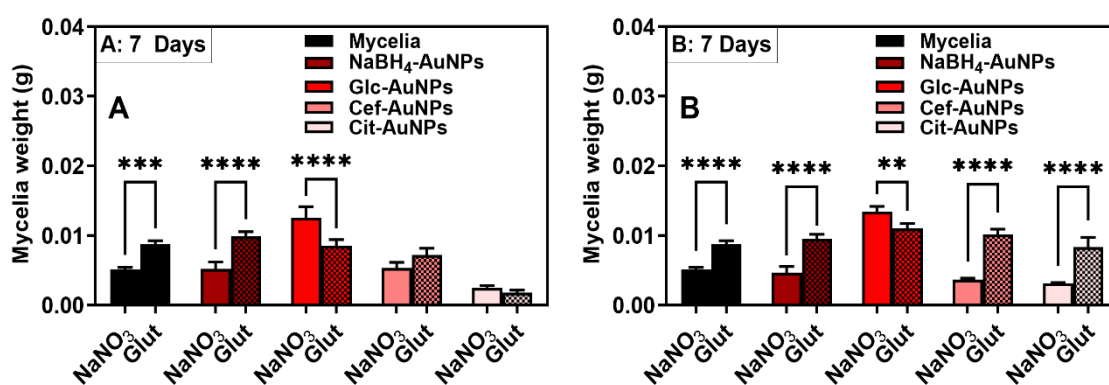 A: 7 Days
A
Mycelia weight (g)
0.04
0.03
0.02
0.01
0.00
Mycelia
NaBH₄-AuNPs
Glc-AuNPs
Cef-AuNPs
Cit-AuNPs
*** **** ****
NaNO₃ Glut NaNO₃ Glut NaNO₃ Glut NaNO₃ Glut NaNO₃ Glut
B: 7 Days
B
Mycelia weight (g)
0.04
0.03
0.02
0.01
0.00
Mycelia
NaBH₄-AuNPs
Glc-AuNPs
Cef-AuNPs
Cit-AuNPs
**** **** ** **** ****
NaNO₃ Glut NaNO₃ Glut NaNO₃ Glut NaNO₃ Glut NaNO₃ Glut